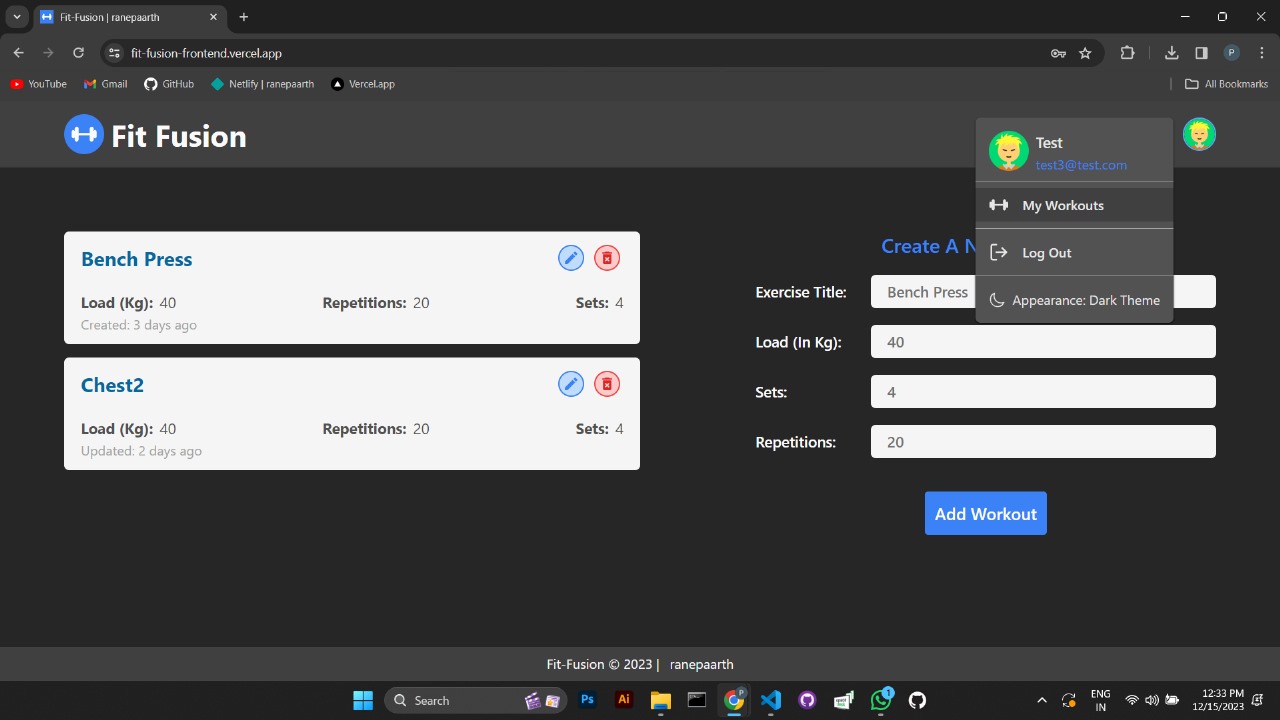 Fit-Fusion | ranepaarth
fit-fusion-frontend.vercel.app
P
YouTube
Gmail
GitHub
Netlify | ranepaarth
Vercel.app
All Bookmarks
Fit Fusion
Test
test3@test.com
My Workouts
Log Out
Appearance: Dark Theme
Bench Press
Load (Kg): 40 Repetitions: 20 Sets: 4
Created: 3 days ago
Chest2
Load (Kg): 40 Repetitions: 20 Sets: 4
Updated: 2 days ago
Create A N
Exercise Title: Bench Press
Load (In Kg): 40
Sets: 4
Repetitions: 20
Add Workout
Fit-Fusion © 2023 | ranepaarth
Search
Ps
Ai
P
1
ENG
IN
12:33 PM
12/15/2023